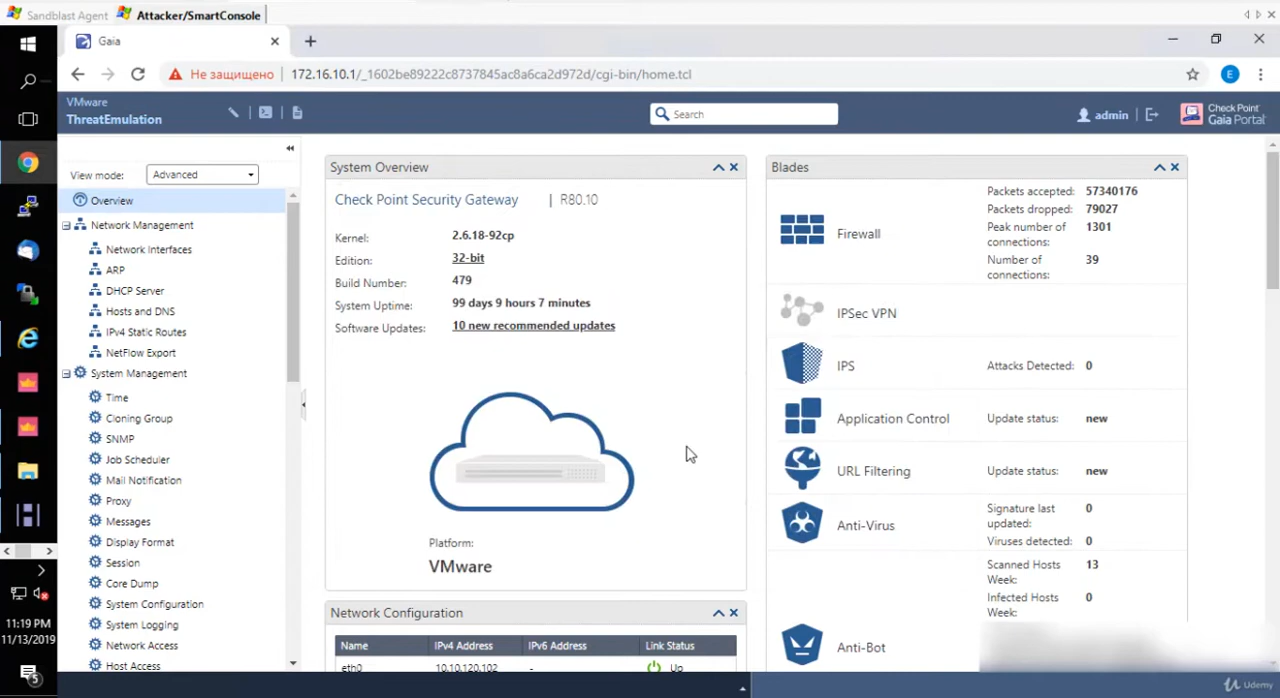 Sandblast Agent
Attacker/SmartConsole
Gaia
Не защищено
172.16.10.1/_1602be89222c8737845ac8a6ca2d972d/cgi-bin/home.tcl
E
VMware
ThreatEmulation
Search
admin
Check Point
Gaia Portal
View mode:
Advanced
Overview
Network Management
Network Interfaces
ARP
DHCP Server
Hosts and DNS
IPv4 Static Routes
NetFlow Export
System Management
Time
Cloning Group
SNMP
Job Scheduler
Mail Notification
Proxy
Messages
Display Format
Session
Core Dump
System Configuration
System Logging
Network Access
Host Access
System Overview
Check Point Security Gateway | R80.10
Kernel: 2.6.18-92cp
Edition: 32-bit
Build Number: 479
System Uptime: 99 days 9 hours 7 minutes
Software Updates: 10 new recommended updates
Platform:
VMware
Network Configuration
Name IPv4 Address IPv6 Address Link Status
eth0 10.10.120.102 - Up
Blades
Firewall
Packets accepted: 57340176
Packets dropped: 79027
Peak number of connections: 1301
Number of connections: 39
IPSec VPN
IPS
Attacks Detected: 0
Application Control
Update status: new
URL Filtering
Update status: new
Anti-Virus
Signature last updated: 0
Viruses detected: 0
Scanned Hosts Week: 13
Infected Hosts Week: 0
Anti-Bot
11:19 PM
11/13/2019
5
Udemy